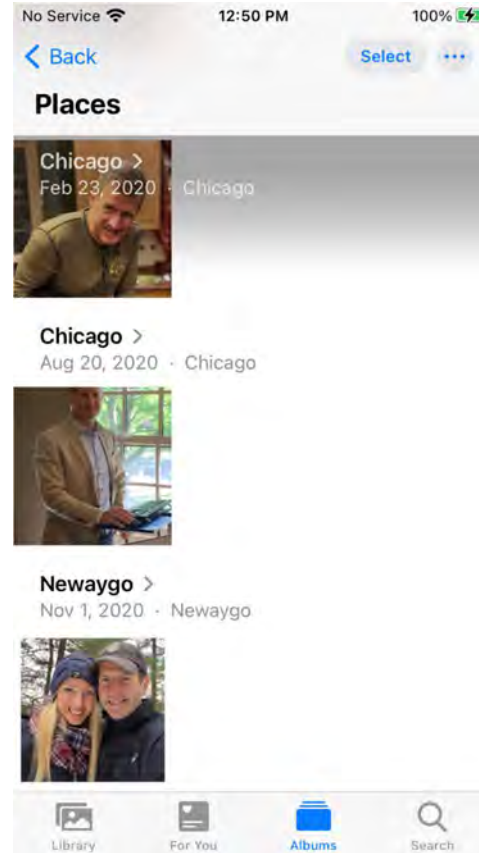 No Service 12:50 PM 100%
Back Select ...
Places
Chicago >
Feb 23, 2020 · Chicago
Chicago >
Aug 20, 2020 · Chicago
Newaygo >
Nov 1, 2020 · Newaygo
Library For You Albums Search